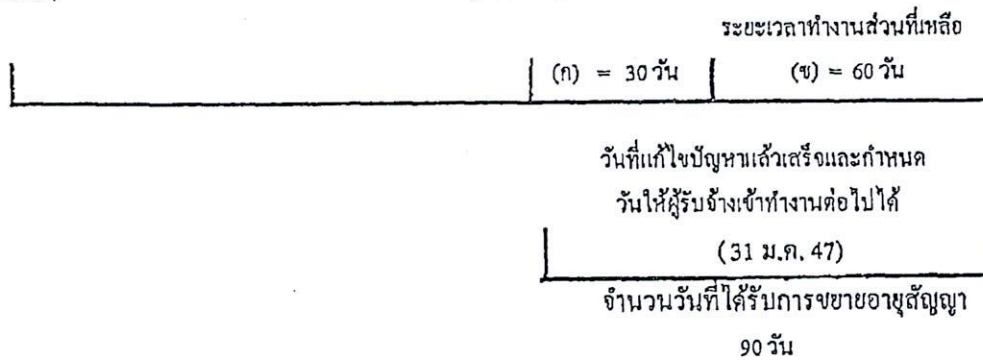 ระยะเวลาทำงานส่วนที่เหลือ
(ก) = 30 วัน (ข) = 60 วัน
วันที่แก้ไขปัญหาแล้วเสร็จและกำหนด
วันให้ผู้รับจ้างเข้าทำงานต่อไปได้
(31 ม.ค. 47)
จำนวนวันที่ได้รับการขยายอายุสัญญา
90 วัน